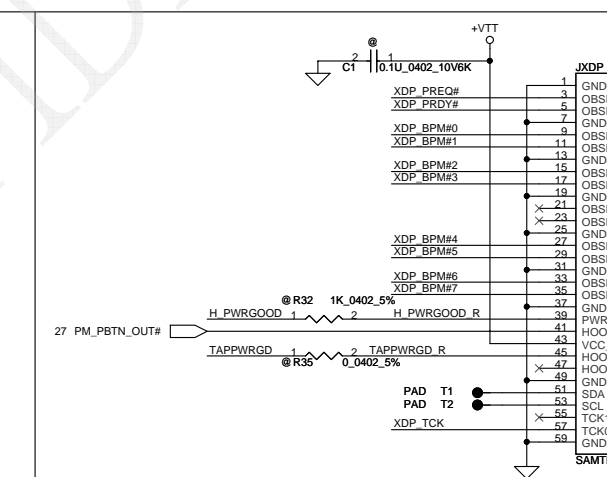 +VTT
@
2 1
C1 0.1U_0402_10V6K
JXDP
1 GND
XDP_PREQ# 3 OBS
XDP_PRDY# 5 OBS
7 GND
XDP_BPM#0 9 OBS
XDP_BPM#1 11 OBS
13 GND
XDP_BPM#2 15 OBS
XDP_BPM#3 17 OBS
19 GND
21 OBS
23 OBS
25 GND
XDP_BPM#4 27 OBS
XDP_BPM#5 29 OBS
31 GND
XDP_BPM#6 33 OBS
XDP_BPM#7 35 OBS
37 GND
@ R32 1K_0402_5%
H_PWRGOOD 1 2 H_PWRGOOD_R 39 PWR
27 PM_PBTN_OUT# 41 HOO
43 VCC_
TAPPWRGD 1 2 TAPPWRGD_R 45 HOO
@ R35 0_0402_5%
47 HOO
49 GND
PAD T1 51 SDA
PAD T2 53 SCL
55 TCK1
XDP_TCK 57 TCK0
59 GND
SAMT